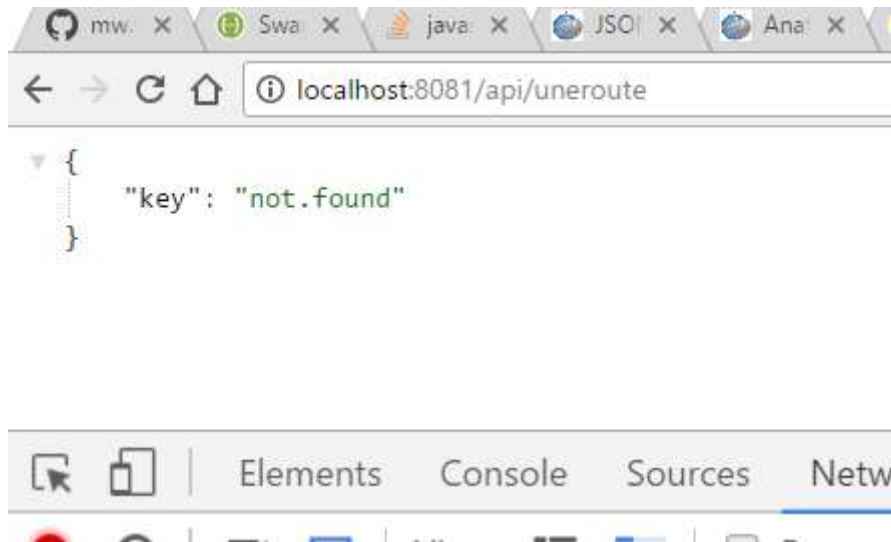 mw. Swa java: JSO Ana
localhost:8081/api/uneroute
{
"key": "not.found"
}
Elements Console Sources Netw